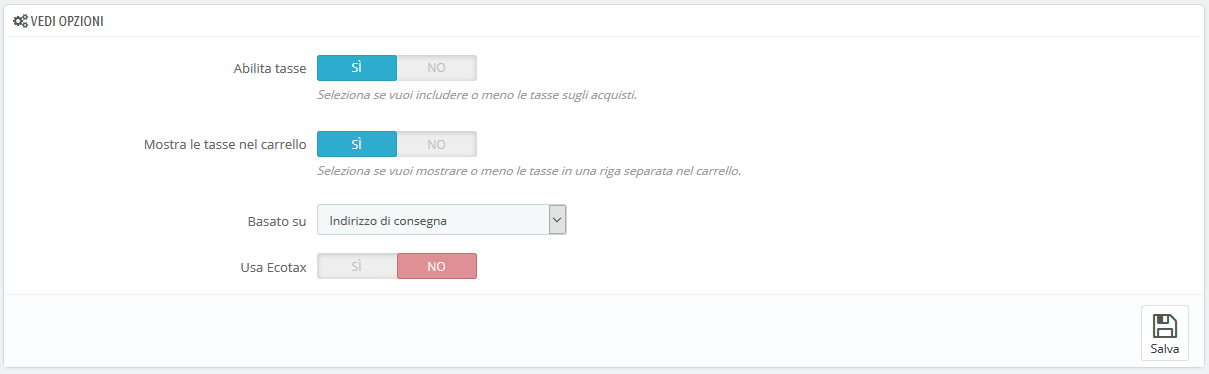 VEDI OPZIONI
Abilita tasse
SÌ NO
Seleziona se vuoi includere o meno le tasse sugli acquisti.
Mostra le tasse nel carrello
SÌ NO
Seleziona se vuoi mostrare o meno le tasse in una riga separata nel carrello.
Basato su
Indirizzo di consegna
Usa Ecotax
SÌ NO
Salva